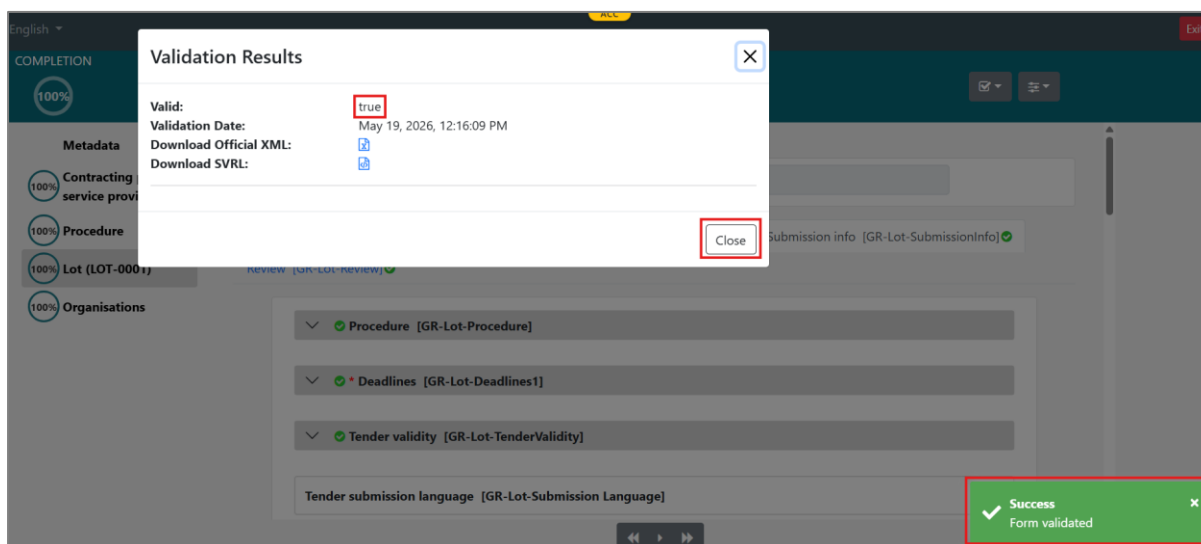 English
ACC
Exi
COMPLETION
100%
Validation Results
Valid: true
Validation Date: May 19, 2026, 12:16:09 PM
Download Official XML:
Download SVRL:
Close
Metadata
100% Contracting
service provi
100% Procedure
100% Lot (LOT-0001)
100% Organisations
Submission info [GR-Lot-SubmissionInfo]
Review [GR-Lot-Review]
Procedure [GR-Lot-Procedure]
* Deadlines [GR-Lot-Deadlines1]
Tender validity [GR-Lot-TenderValidity]
Tender submission language [GR-Lot-Submission Language]
Success
Form validated